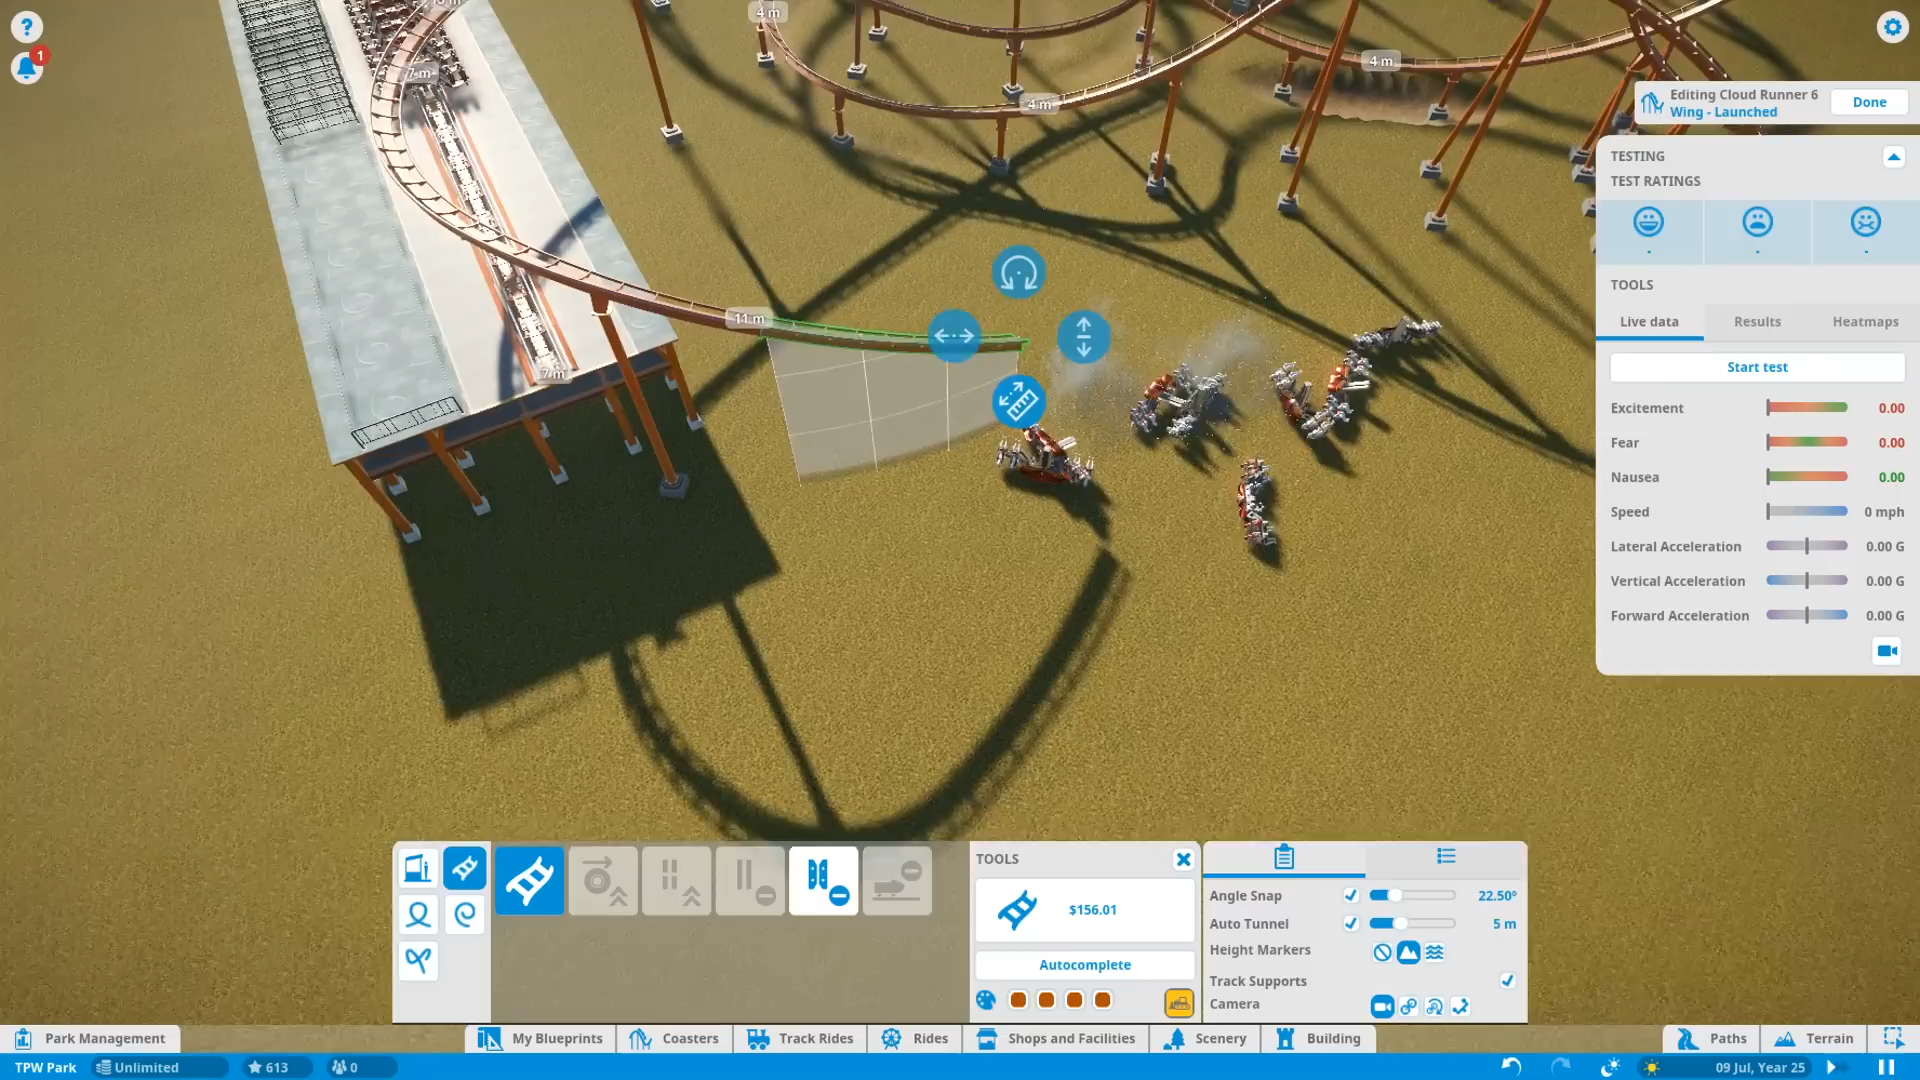 ?
1
7 m
4 m
4 m
4 m
11 m
7 m
Editing Cloud Runner 6
Wing - Launched
Done
TESTING
TEST RATINGS
-
-
-
TOOLS
Live data
Results
Heatmaps
Start test
Excitement 0.00
Fear 0.00
Nausea 0.00
Speed 0 mph
Lateral Acceleration 0.00 G
Vertical Acceleration 0.00 G
Forward Acceleration 0.00 G
TOOLS
$156.01
Autocomplete
Angle Snap 22.50°
Auto Tunnel 5 m
Height Markers
Track Supports
Camera
Park Management
My Blueprints
Coasters
Track Rides
Rides
Shops and Facilities
Scenery
Building
Paths
Terrain
TPW Park
Unlimited
613
0
09 Jul, Year 25